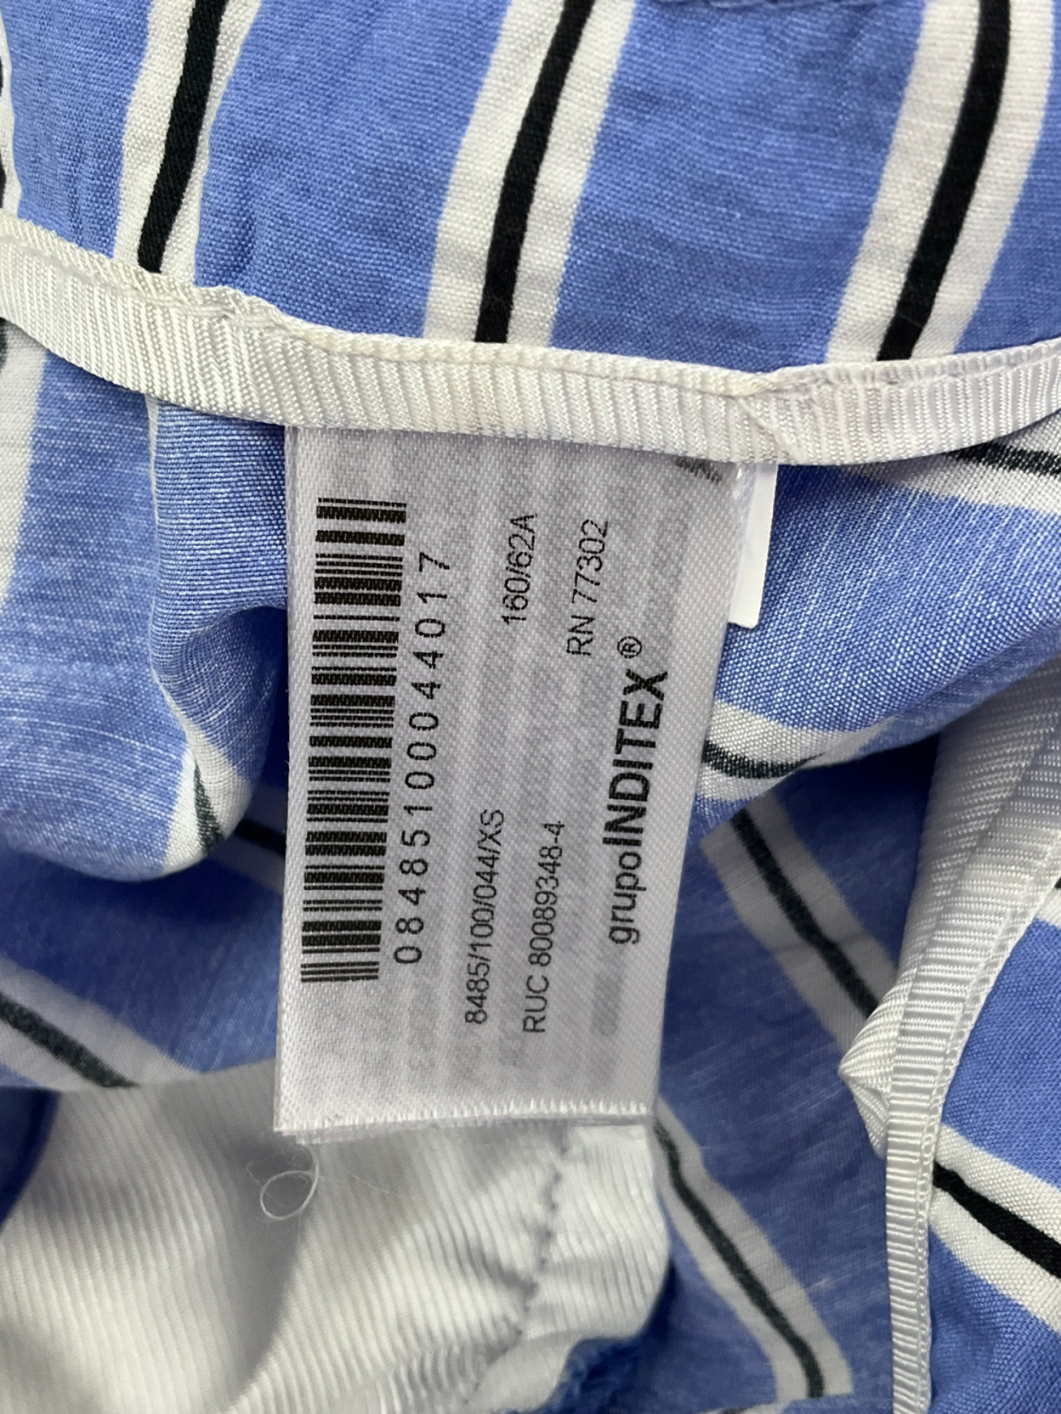 08485100044017
8485/100/044/XS 160/62A
RUC 80089348-4 RN 77302
grupoINDITEX®